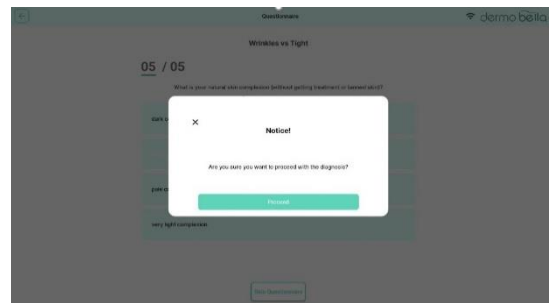 Questionnaire
dermo bella
Wrinkles vs Tight
05 / 05
What is your natural skin complexion (without getting treatment or tanned skin)?
dark
Notice!
Are you sure you want to proceed with the diagnosis?
Proceed
very light complexion